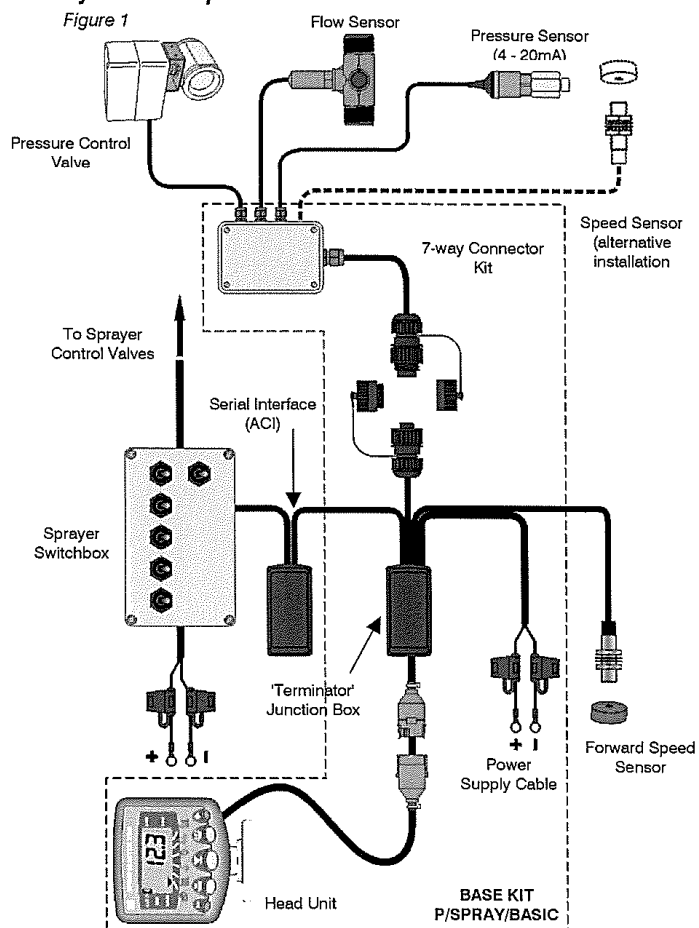 Figure 1
Flow Sensor
Pressure Sensor
(4 - 20mA)
Pressure Control
Valve
Speed Sensor
(alternative
installation
7-way Connector
Kit
To Sprayer
Control Valves
Serial Interface
(ACI)
Sprayer
Switchbox
'Terminator'
Junction Box
+
Power
Supply Cable
+
Forward Speed
Sensor
12.3
Head Unit
BASE KIT
P/SPRAY/BASIC